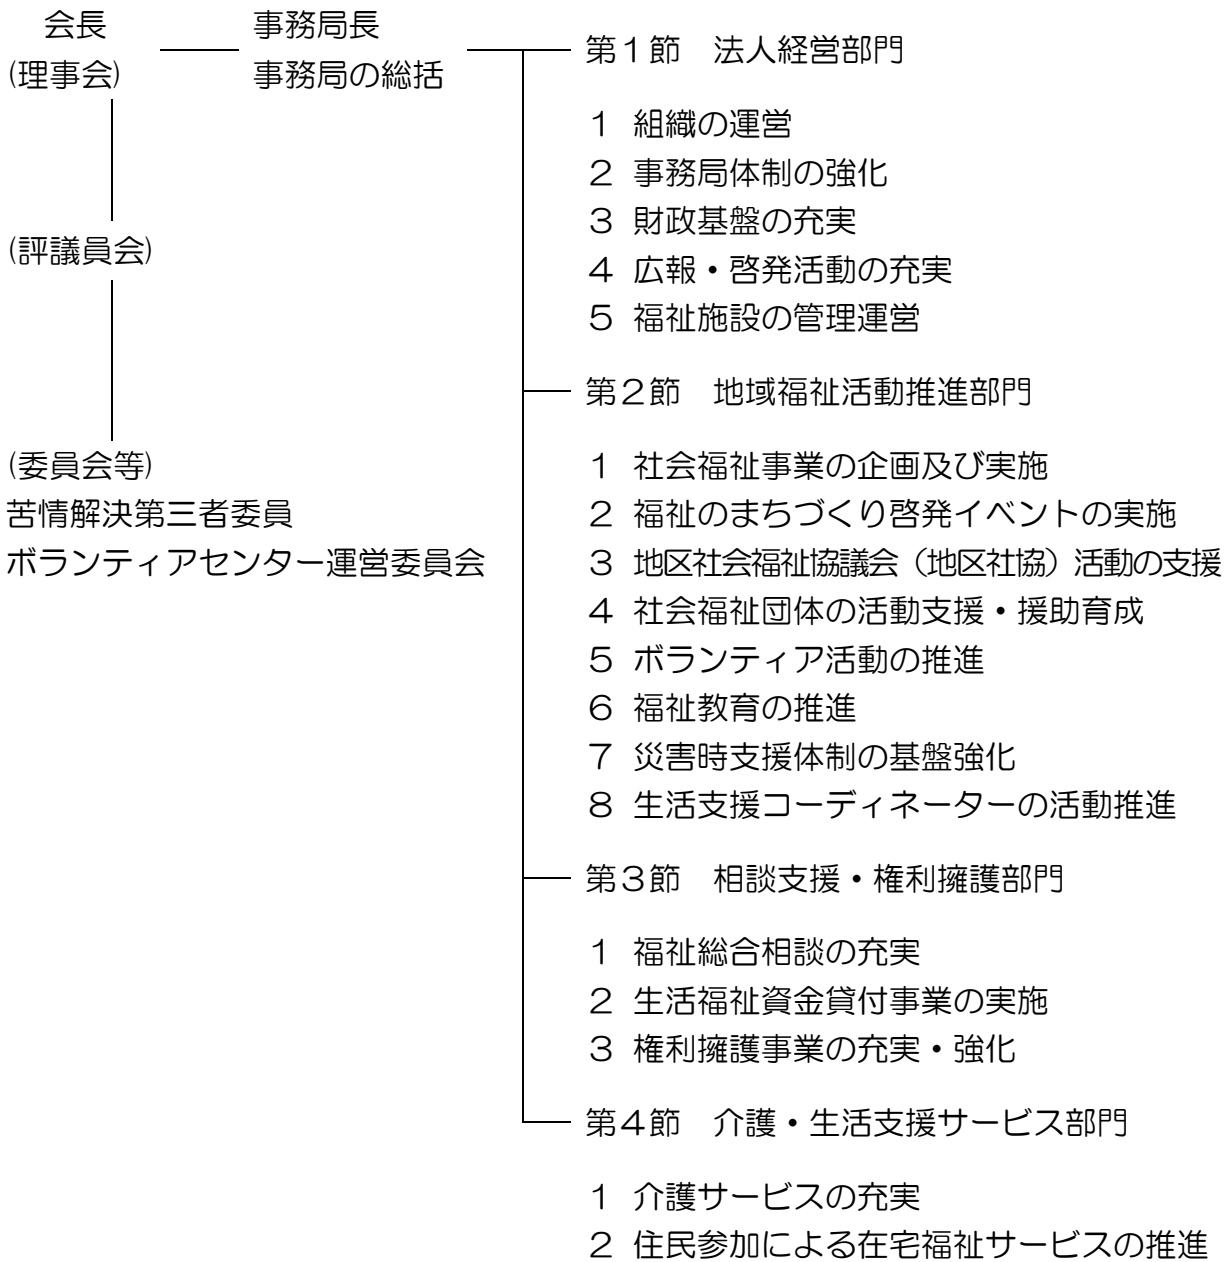 会長
(理事会)
事務局長
事務局の総括
(評議員会)
(委員会等)
苦情解決第三者委員
ボランティアセンター運営委員会
第1節　法人経営部門
1 組織の運営
2 事務局体制の強化
3 財政基盤の充実
4 広報・啓発活動の充実
5 福祉施設の管理運営
第2節　地域福祉活動推進部門
1 社会福祉事業の企画及び実施
2 福祉のまちづくり啓発イベントの実施
3 地区社会福祉協議会（地区社協）活動の支援
4 社会福祉団体の活動支援・援助育成
5 ボランティア活動の推進
6 福祉教育の推進
7 災害時支援体制の基盤強化
8 生活支援コーディネーターの活動推進
第3節　相談支援・権利擁護部門
1 福祉総合相談の充実
2 生活福祉資金貸付事業の実施
3 権利擁護事業の充実・強化
第4節　介護・生活支援サービス部門
1 介護サービスの充実
2 住民参加による在宅福祉サービスの推進